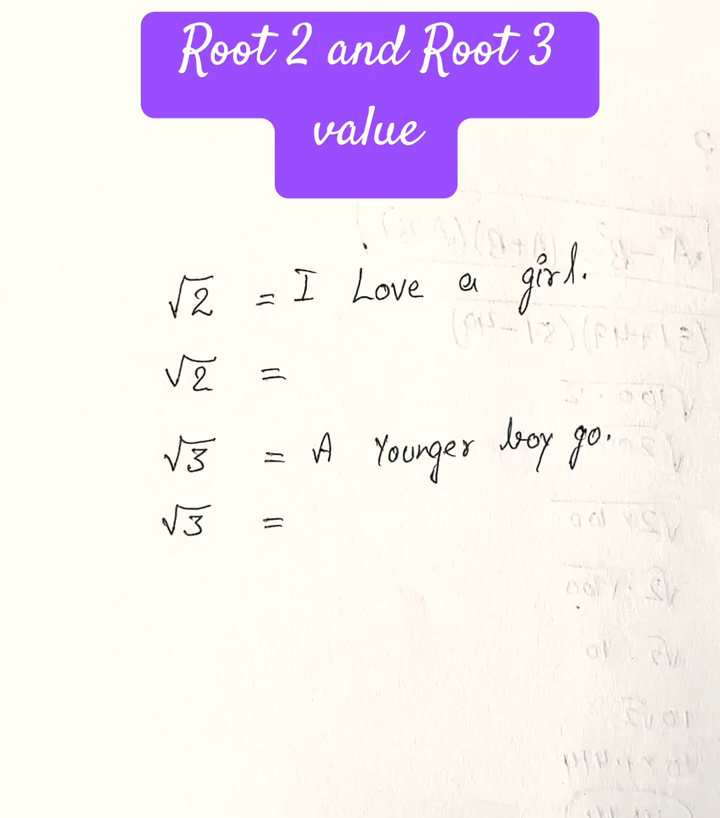 Root 2 and Root 3
value
√2 = I Love a girl.
√2 =
√3 = A Younger boy go.
√3 =